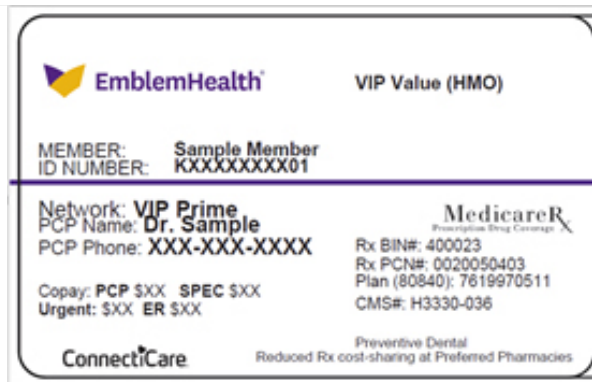 EmblemHealth®
VIP Value (HMO)
MEMBER: Sample Member
ID NUMBER: KXXXXXXXX01
Network: VIP Prime
PCP Name: Dr. Sample
PCP Phone: XXX-XXX-XXXX
Copay: PCP $XX SPEC $XX
Urgent: $XX ER $XX
ConnectiCare
MedicareRx
Prescription Drug Coverage
Rx BIN#: 400023
Rx PCN#: 0020050403
Plan (80840): 7619970511
CMS#: H3330-036
Preventive Dental
Reduced Rx cost-sharing at Preferred Pharmacies